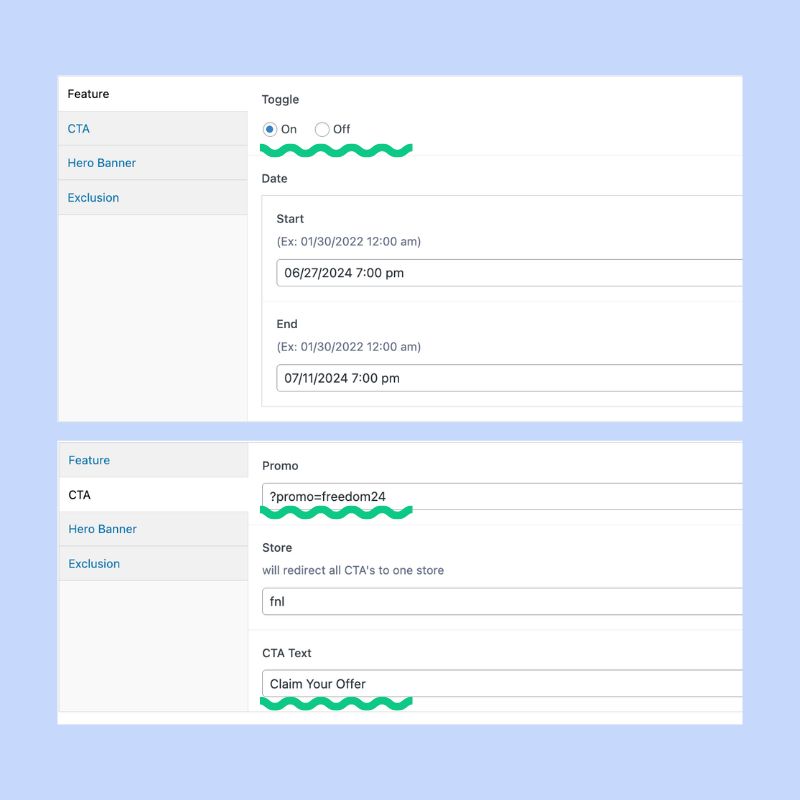 Feature
CTA
Hero Banner
Exclusion
Toggle
On Off
Date
Start
(Ex: 01/30/2022 12:00 am)
06/27/2024 7:00 pm
End
(Ex: 01/30/2022 12:00 am)
07/11/2024 7:00 pm
Feature
CTA
Hero Banner
Exclusion
Promo
?promo=freedom24
Store
will redirect all CTA's to one store
fnl
CTA Text
Claim Your Offer